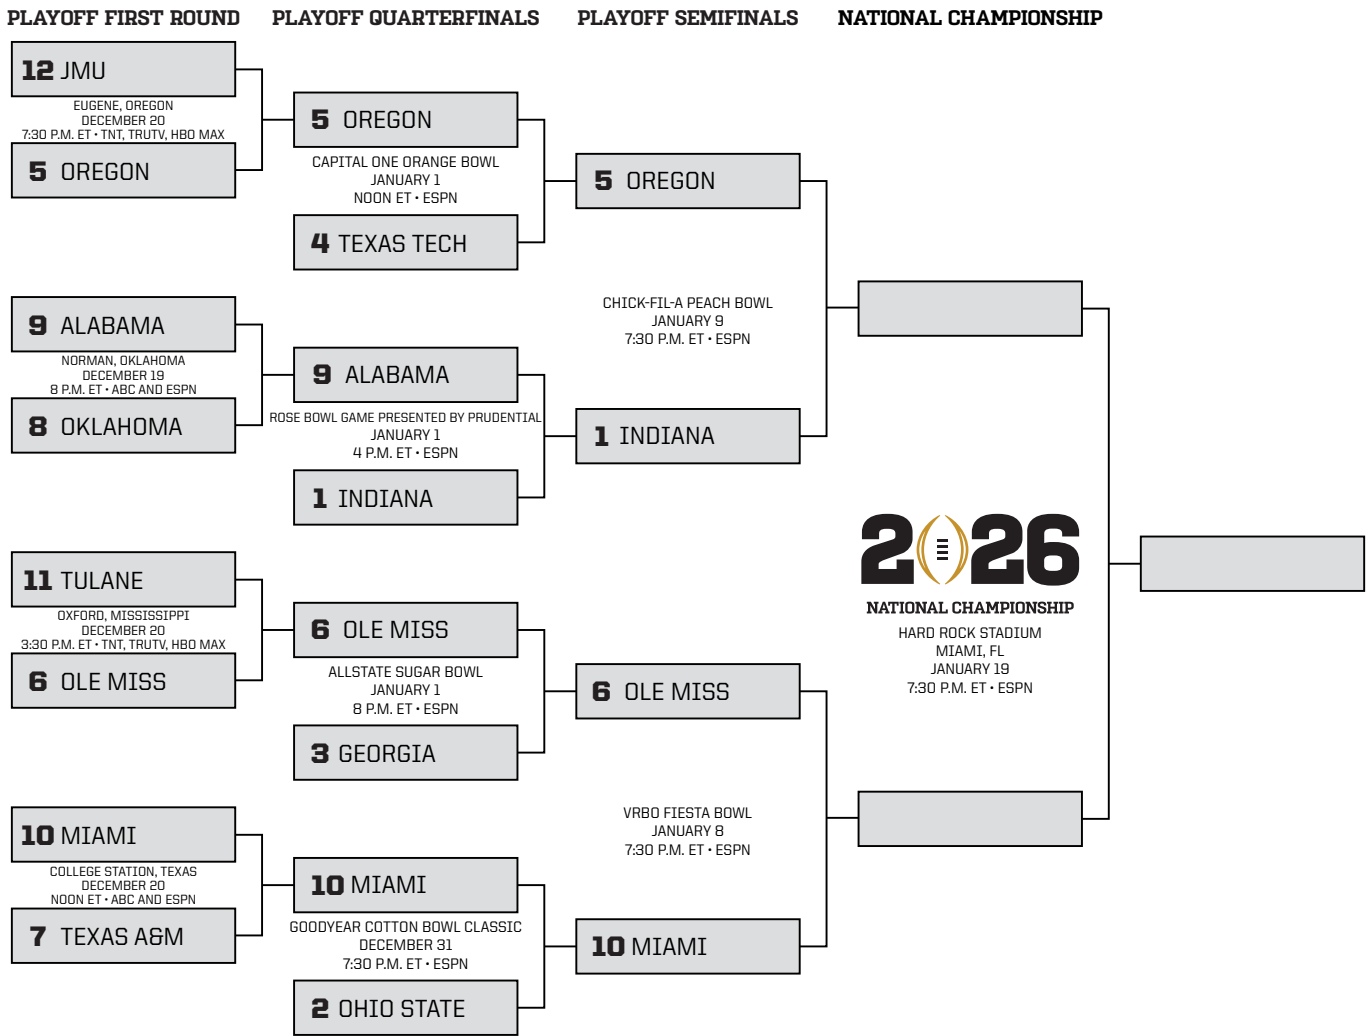 PLAYOFF FIRST ROUND
PLAYOFF QUARTERFINALS
PLAYOFF SEMIFINALS
NATIONAL CHAMPIONSHIP
12 JMU
EUGENE, OREGON
DECEMBER 20
7:30 P.M. ET • TNT, TRUTV, HBO MAX
5 OREGON
9 ALABAMA
NORMAN, OKLAHOMA
DECEMBER 19
8 P.M. ET • ABC AND ESPN
8 OKLAHOMA
11 TULANE
OXFORD, MISSISSIPPI
DECEMBER 20
3:30 P.M. ET • TNT, TRUTV, HBO MAX
6 OLE MISS
10 MIAMI
COLLEGE STATION, TEXAS
DECEMBER 20
NOON ET • ABC AND ESPN
7 TEXAS A&M
5 OREGON
CAPITAL ONE ORANGE BOWL
JANUARY 1
NOON ET • ESPN
4 TEXAS TECH
9 ALABAMA
ROSE BOWL GAME PRESENTED BY PRUDENTIAL
JANUARY 1
4 P.M. ET • ESPN
1 INDIANA
6 OLE MISS
ALLSTATE SUGAR BOWL
JANUARY 1
8 P.M. ET • ESPN
3 GEORGIA
10 MIAMI
GOODYEAR COTTON BOWL CLASSIC
DECEMBER 31
7:30 P.M. ET • ESPN
2 OHIO STATE
5 OREGON
CHICK-FIL-A PEACH BOWL
JANUARY 9
7:30 P.M. ET • ESPN
1 INDIANA
6 OLE MISS
VRBO FIESTA BOWL
JANUARY 8
7:30 P.M. ET • ESPN
10 MIAMI
2026
NATIONAL CHAMPIONSHIP
HARD ROCK STADIUM
MIAMI, FL
JANUARY 19
7:30 P.M. ET • ESPN